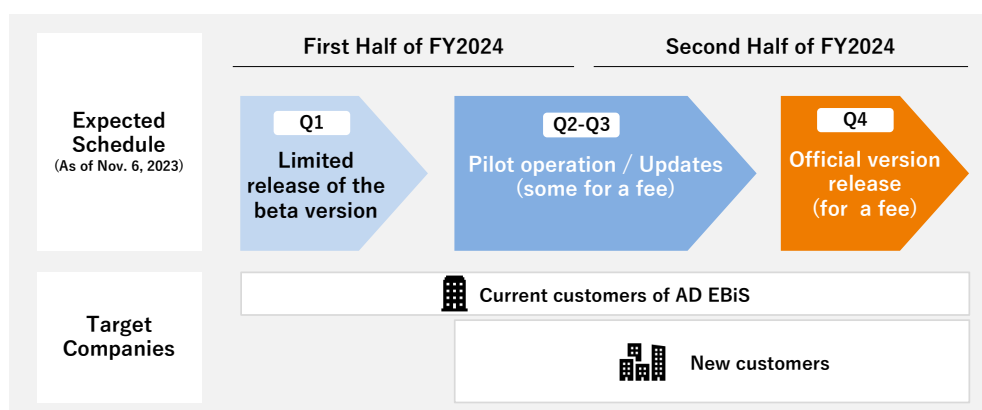 First Half of FY2024
Second Half of FY2024
Expected
Schedule
(As of Nov. 6, 2023)
Q1
Limited
release of the
beta version
Q2-Q3
Pilot operation / Updates
(some for a fee)
Q4
Official version
release
(for a fee)
Target
Companies
Current customers of AD EBiS
New customers